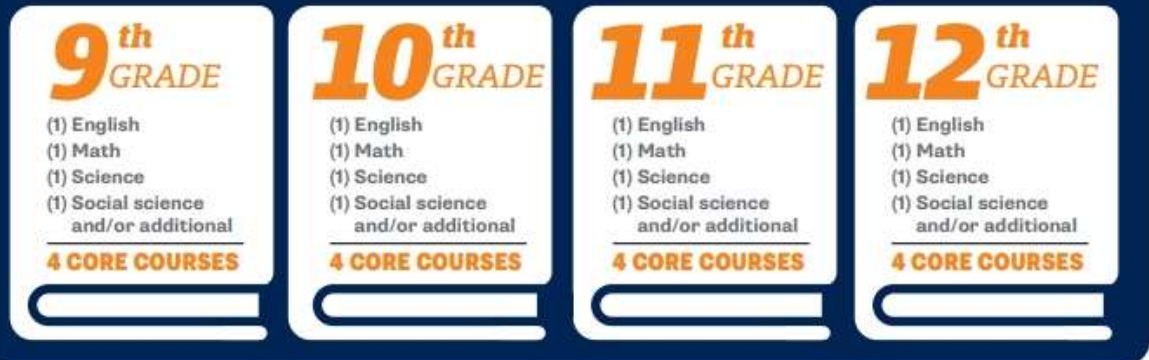 9th GRADE
(1) English
(1) Math
(1) Science
(1) Social science
and/or additional
4 CORE COURSES
10th GRADE
(1) English
(1) Math
(1) Science
(1) Social science
and/or additional
4 CORE COURSES
11th GRADE
(1) English
(1) Math
(1) Science
(1) Social science
and/or additional
4 CORE COURSES
12th GRADE
(1) English
(1) Math
(1) Science
(1) Social science
and/or additional
4 CORE COURSES